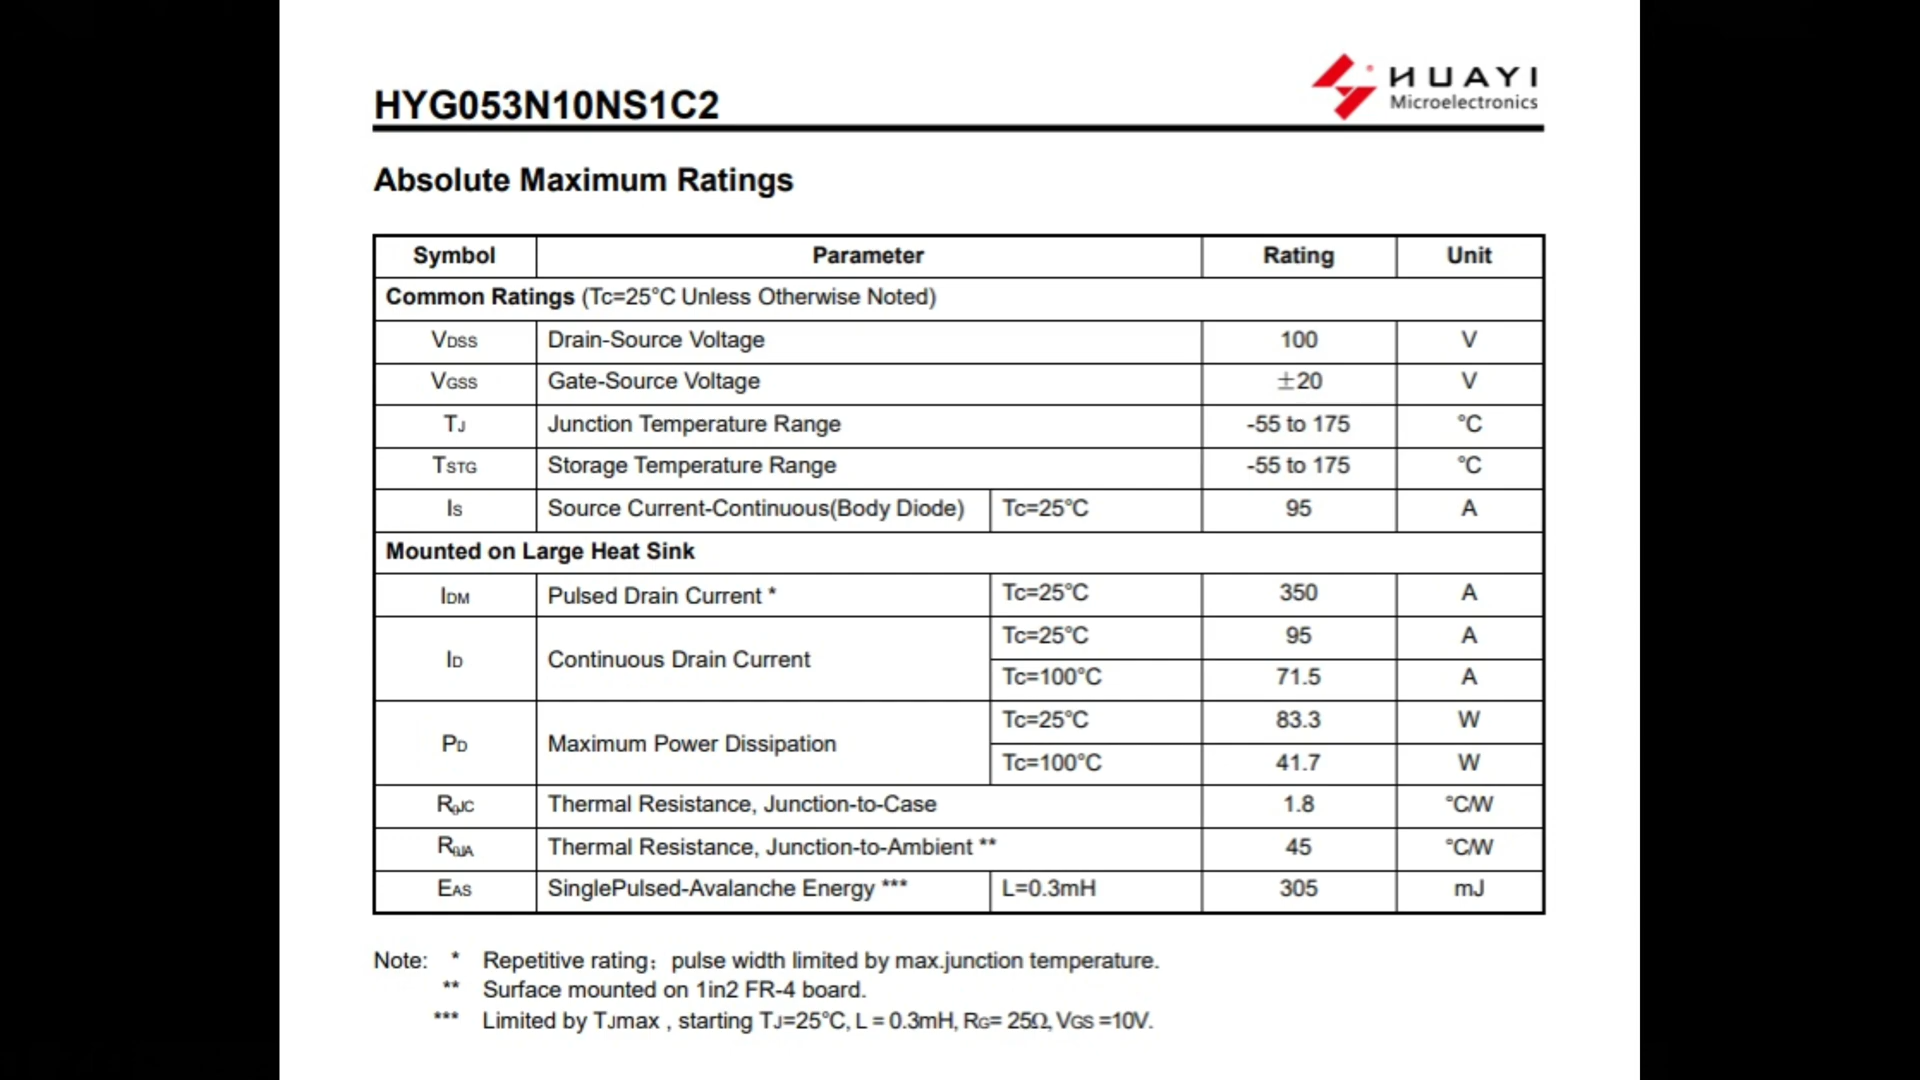 HYG053N10NS1C2
HUAYI
Microelectronics
Absolute Maximum Ratings
Symbol Parameter Rating Unit
Common Ratings (Tc=25°C Unless Otherwise Noted)
VDSS Drain-Source Voltage 100 V
VGSS Gate-Source Voltage ±20 V
TJ Junction Temperature Range -55 to 175 °C
TSTG Storage Temperature Range -55 to 175 °C
IS Source Current-Continuous(Body Diode) Tc=25°C 95 A
Mounted on Large Heat Sink
IDM Pulsed Drain Current * Tc=25°C 350 A
ID Continuous Drain Current Tc=25°C 95 A
Tc=100°C 71.5 A
PD Maximum Power Dissipation Tc=25°C 83.3 W
Tc=100°C 41.7 W
RθJC Thermal Resistance, Junction-to-Case 1.8 °C/W
RθJA Thermal Resistance, Junction-to-Ambient ** 45 °C/W
EAS SinglePulsed-Avalanche Energy *** L=0.3mH 305 mJ
Note: * Repetitive rating；pulse width limited by max.junction temperature.
** Surface mounted on 1in2 FR-4 board.
*** Limited by TJmax , starting TJ=25°C, L = 0.3mH, RG= 25Ω, VGS =10V.